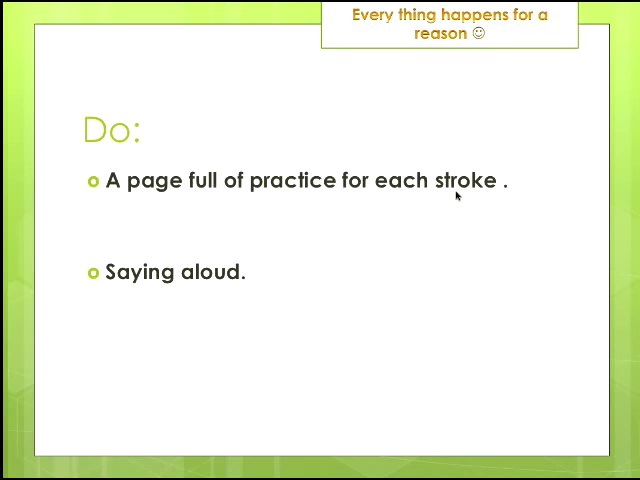 Every thing happens for a
reason ☺
Do:
A page full of practice for each stroke .
Saying aloud.